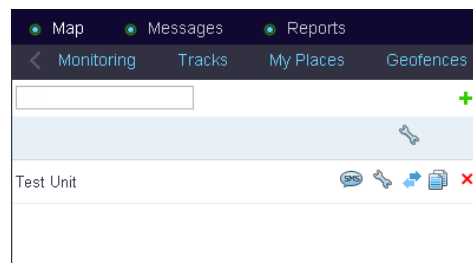 Map Messages Reports
Monitoring Tracks My Places Geofences
Test Unit SMS